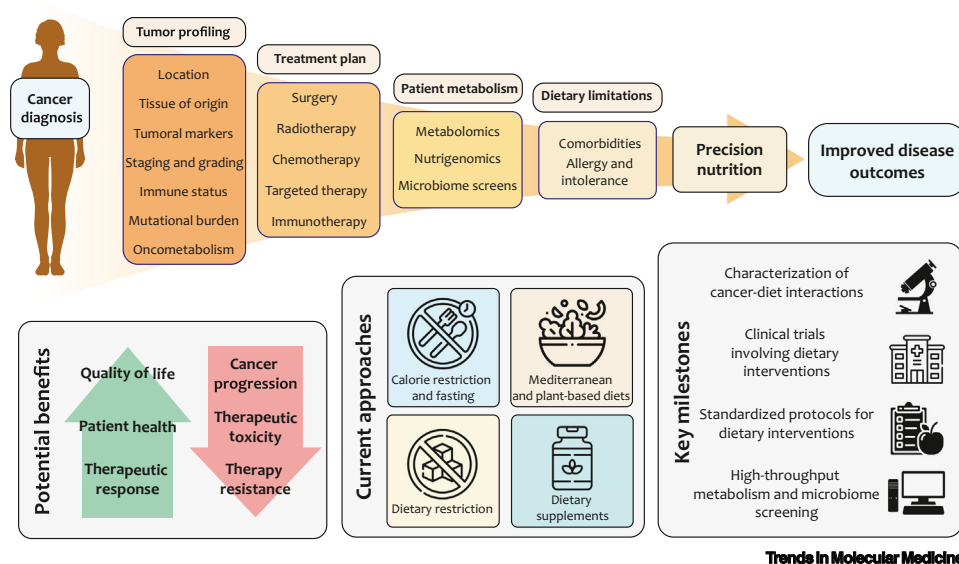 Tumor profiling
Treatment plan
Patient metabolism
Dietary limitations
Cancer
diagnosis
Location
Tissue of origin
Tumoral markers
Staging and grading
Immune status
Mutational burden
Oncometabolism
Surgery
Radiotherapy
Chemotherapy
Targeted therapy
Immunotherapy
Metabolomics
Nutrigenomics
Microbiome screens
Comorbidities
Allergy and
intolerance
Precision
nutrition
Improved disease
outcomes
Potential benefits
Quality of life
Patient health
Therapeutic
response
Cancer
progression
Therapeutic
toxicity
Therapy
resistance
Current approaches
Calorie restriction
and fasting
Mediterranean
and plant-based diets
Dietary restriction
Dietary
supplements
Key milestones
Characterization of
cancer-diet interactions
Clinical trials
involving dietary
interventions
Standardized protocols for
dietary interventions
High-throughput
metabolism and microbiome
screening
Trends in Molecular Medicine